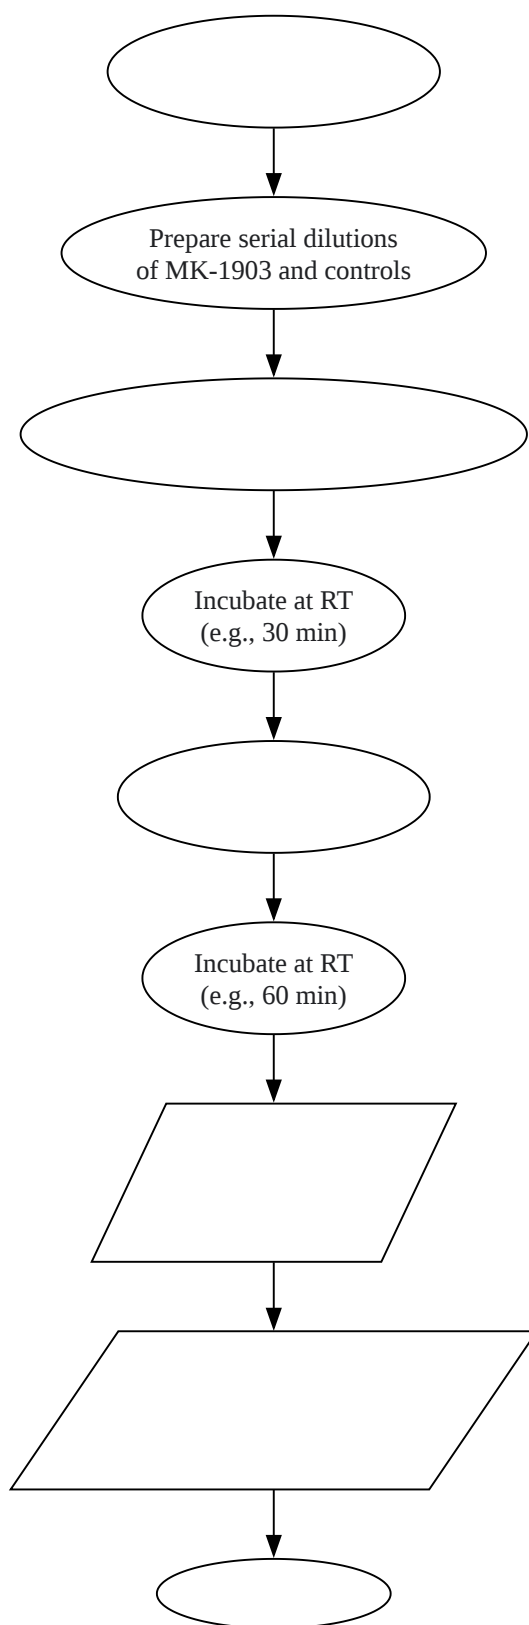 Prepare serial dilutions
of MK-1903 and controls
Incubate at RT
(e.g., 30 min)
Incubate at RT
(e.g., 60 min)